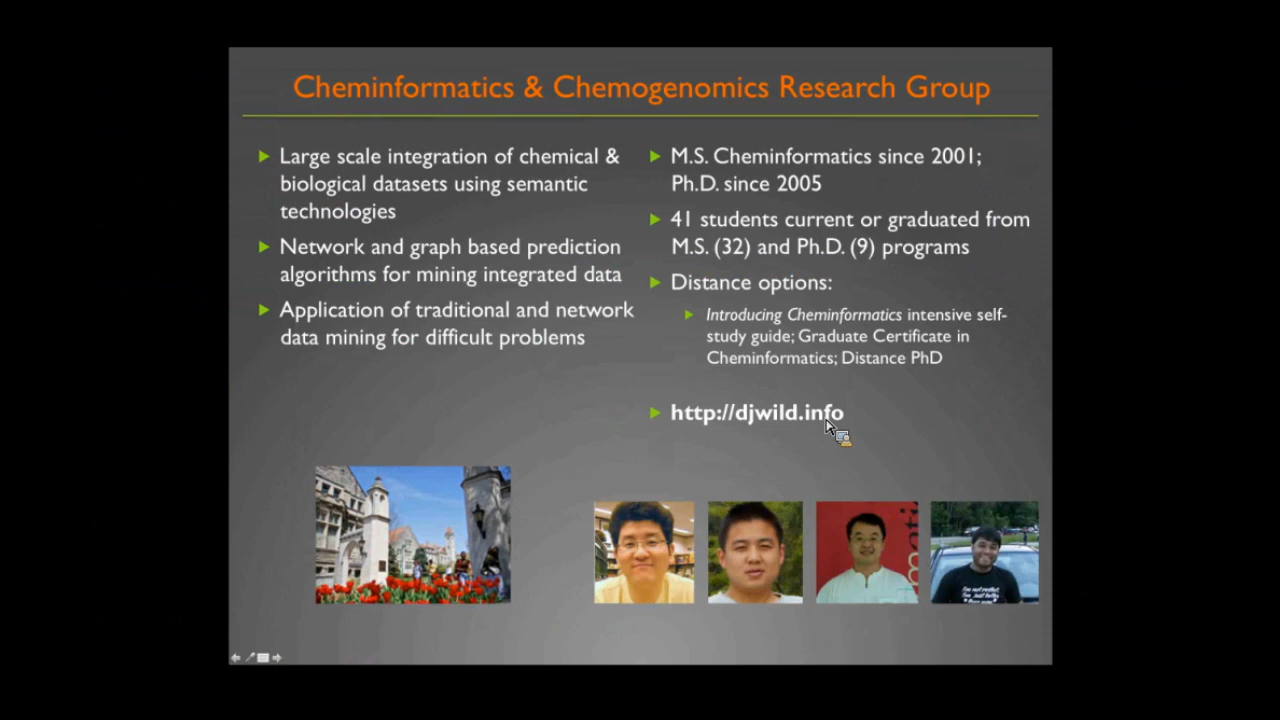 Cheminformatics & Chemogenomics Research Group
Large scale integration of chemical &
biological datasets using semantic
technologies
Network and graph based prediction
algorithms for mining integrated data
Application of traditional and network
data mining for difficult problems
M.S. Cheminformatics since 2001;
Ph.D. since 2005
41 students current or graduated from
M.S. (32) and Ph.D. (9) programs
Distance options:
Introducing Cheminformatics intensive self-
study guide; Graduate Certificate in
Cheminformatics; Distance PhD
http://djwild.info